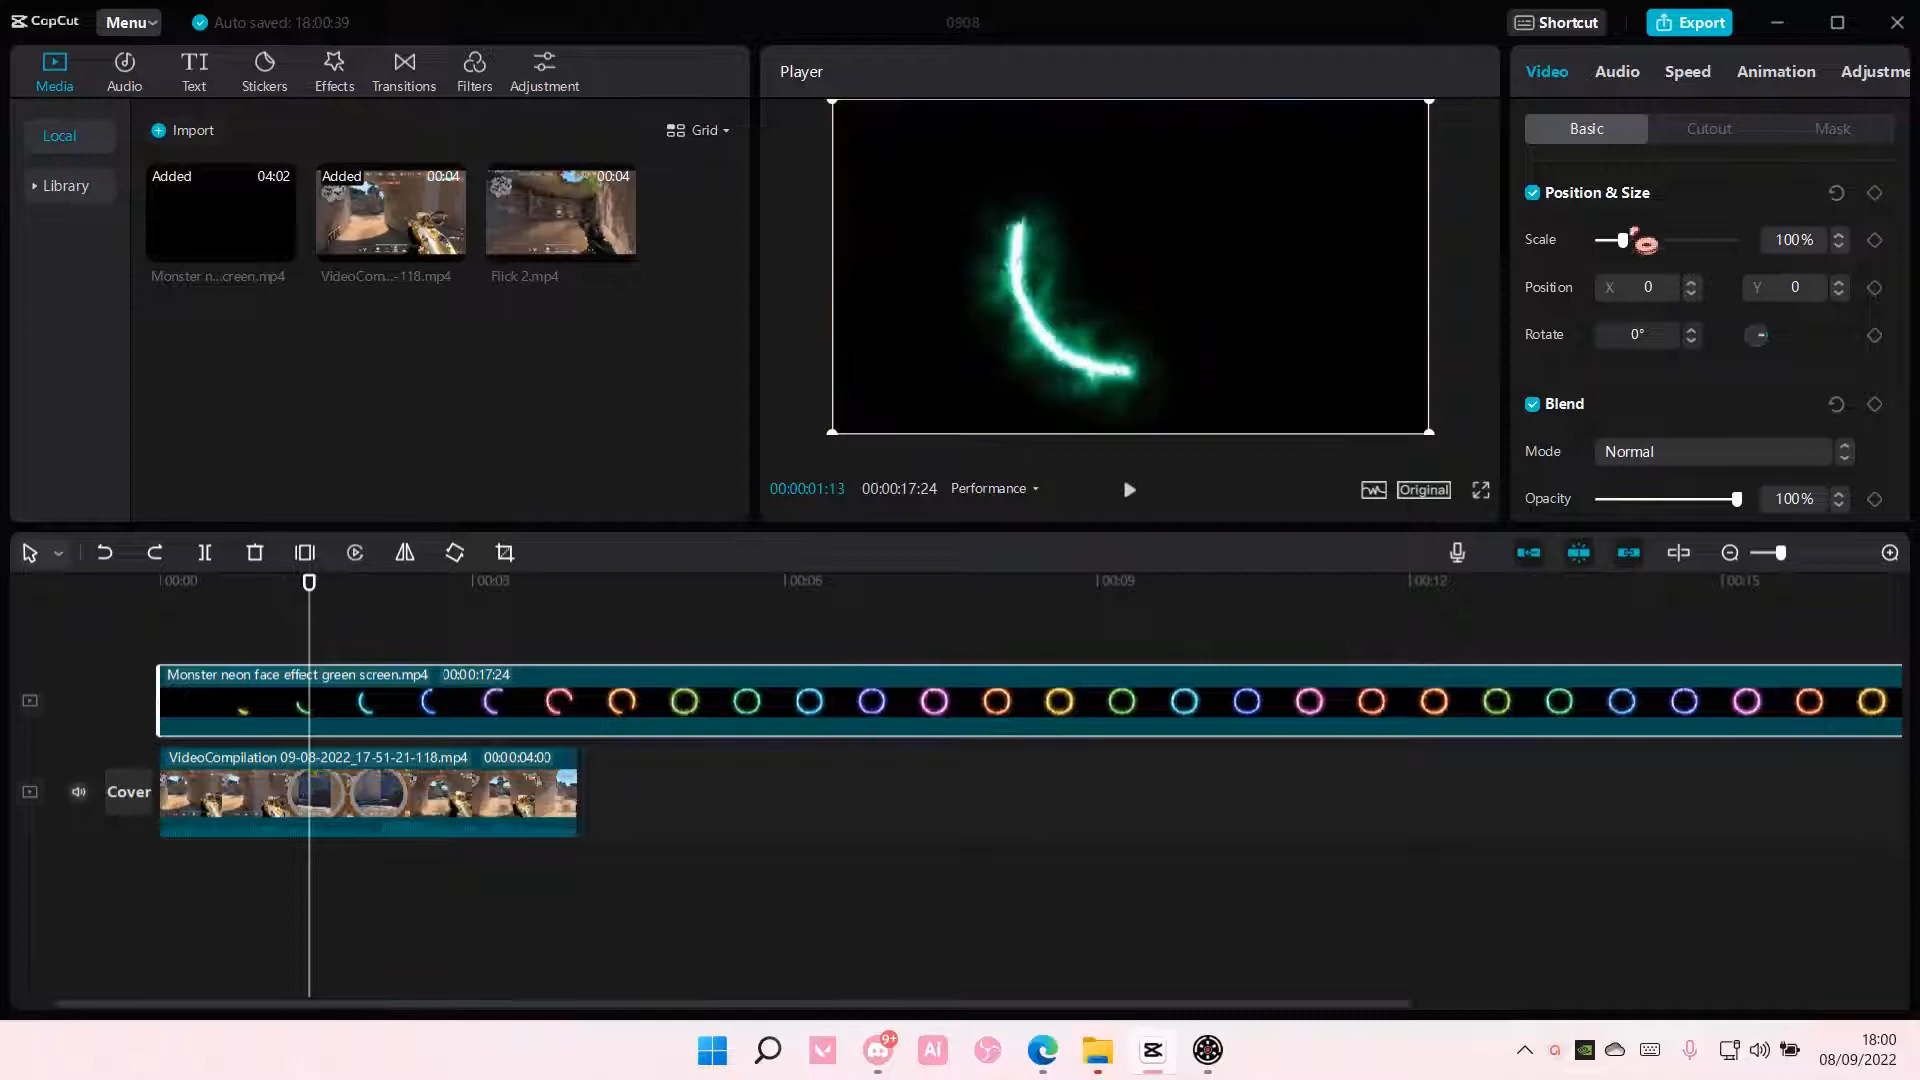 CapCut
Menu
Auto saved: 18:00:39
0908
Shortcut
Export
Media
Audio
Text
Stickers
Effects
Transitions
Filters
Adjustment
Player
Video
Audio
Speed
Animation
Adjustme
Local
Library
Import
Grid
Added 04:02
Added 00:04
00:04
Monster n...creen.mp4
VideoCom...-118.mp4
Flick 2.mp4
Basic
Cutout
Mask
Position & Size
Scale
100%
Position
X 0
Y 0
Rotate
0°
Blend
Mode
Normal
Opacity
100%
00:00:01:13
00:00:17:24
Performance
Original
00:00
00:03
00:06
00:09
00:12
00:15
Monster neon face effect green screen.mp4 00:00:17:24
VideoCompilation 09-08-2022_17-51-21-118.mp4 00:00:04:00
Cover
9+
Ai
18:00
08/09/2022